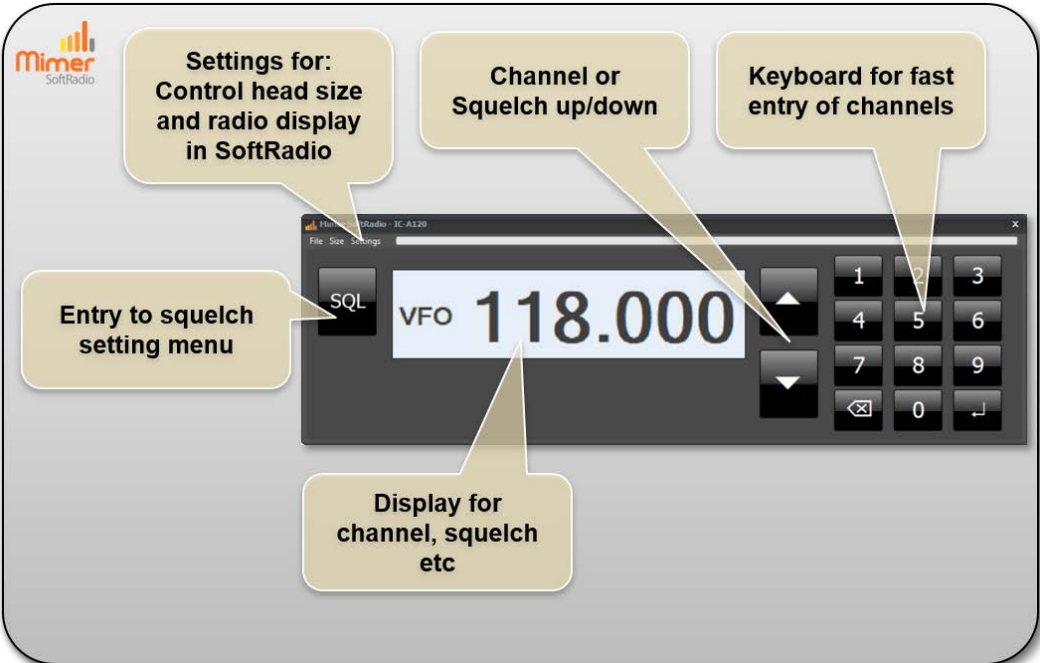 Mimer
SoftRadio
Settings for:
Control head size
and radio display
in SoftRadio
Channel or
Squelch up/down
Keyboard for fast
entry of channels
Mimer SoftRadio - IC-A120
x
File Size Settings
Entry to squelch
setting menu
SQL
VFO 118.000
1 2 3
4 5 6
7 8 9
0
Display for
channel, squelch
etc